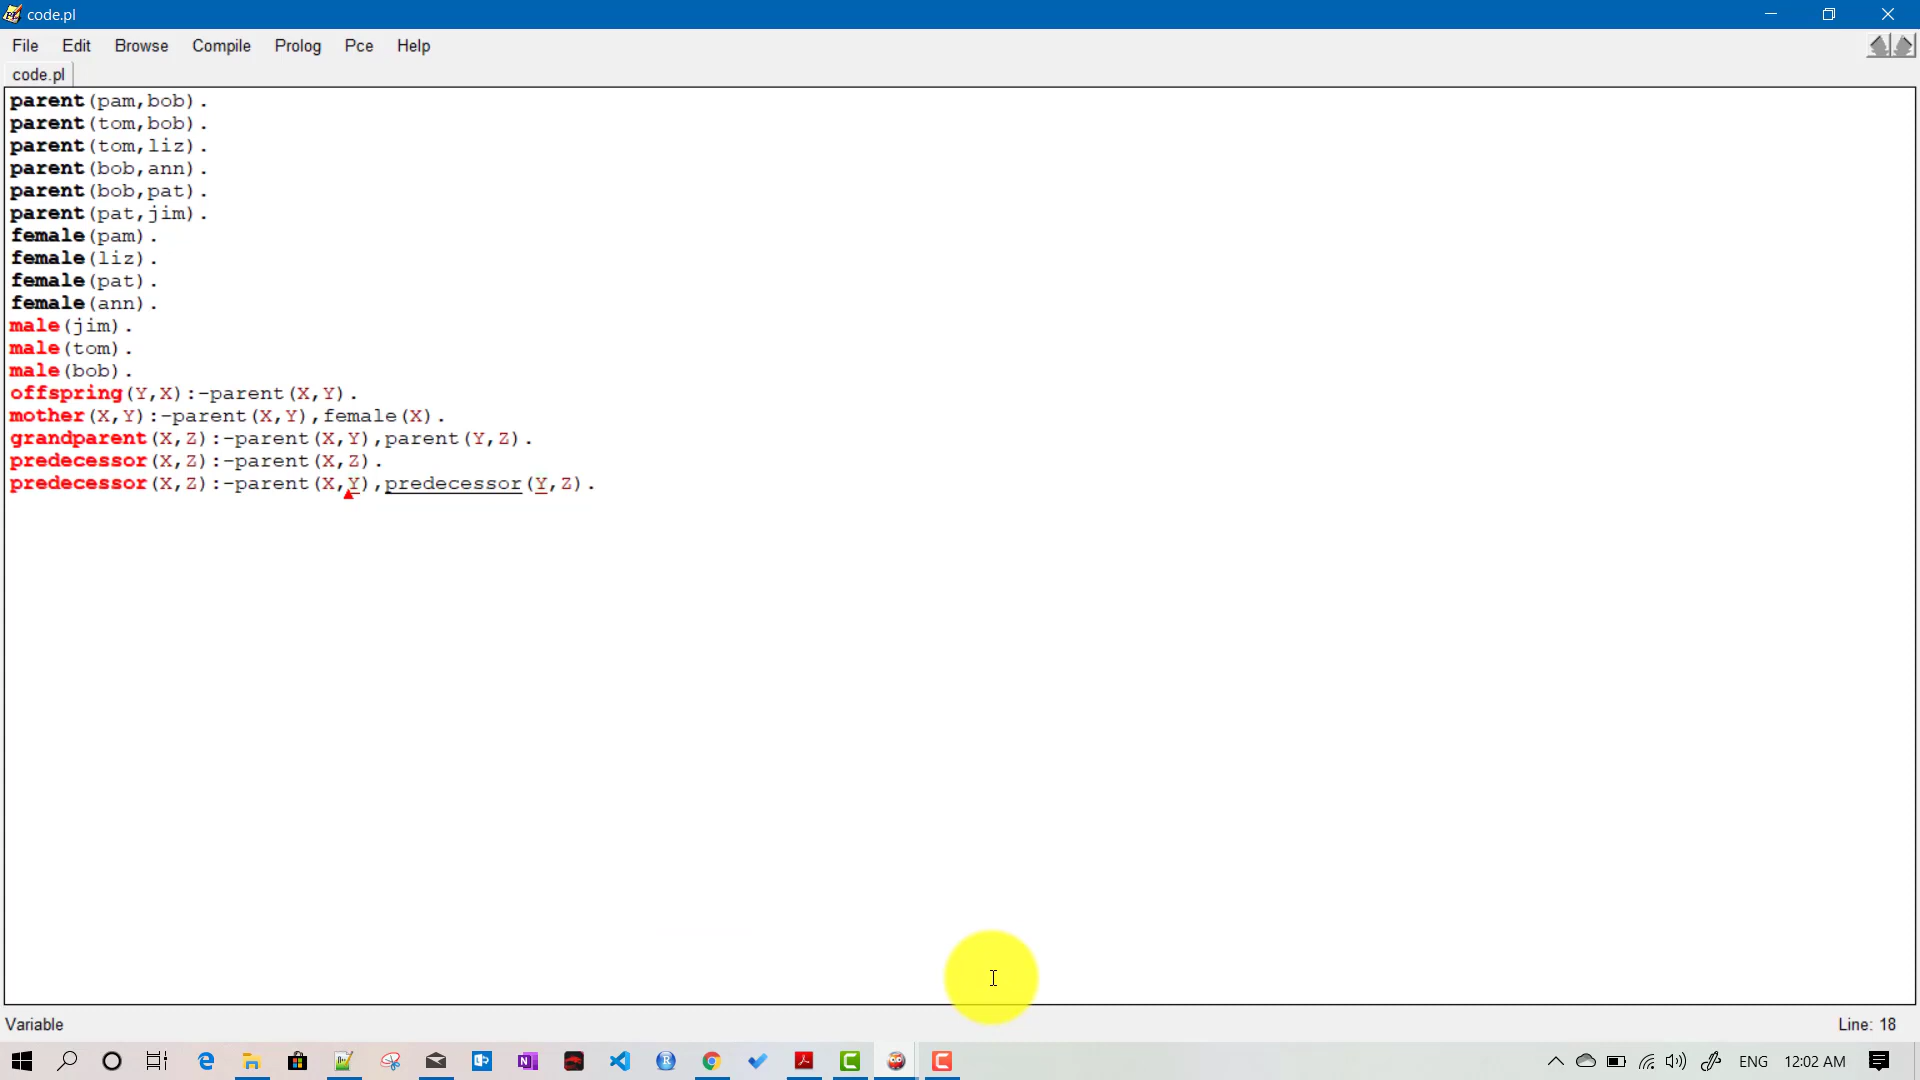 code.pl
File Edit Browse Compile Prolog Pce Help
code.pl
parent(pam,bob).
parent(tom,bob).
parent(tom,liz).
parent(bob,ann).
parent(bob,pat).
parent(pat,jim).
female(pam).
female(liz).
female(pat).
female(ann).
male(jim).
male(tom).
male(bob).
offspring(Y,X):-parent(X,Y).
mother(X,Y):-parent(X,Y),female(X).
grandparent(X,Z):-parent(X,Y),parent(Y,Z).
predecessor(X,Z):-parent(X,Z).
predecessor(X,Z):-parent(X,Y),predecessor(Y,Z).
Variable Line: 18
ENG 12:02 AM